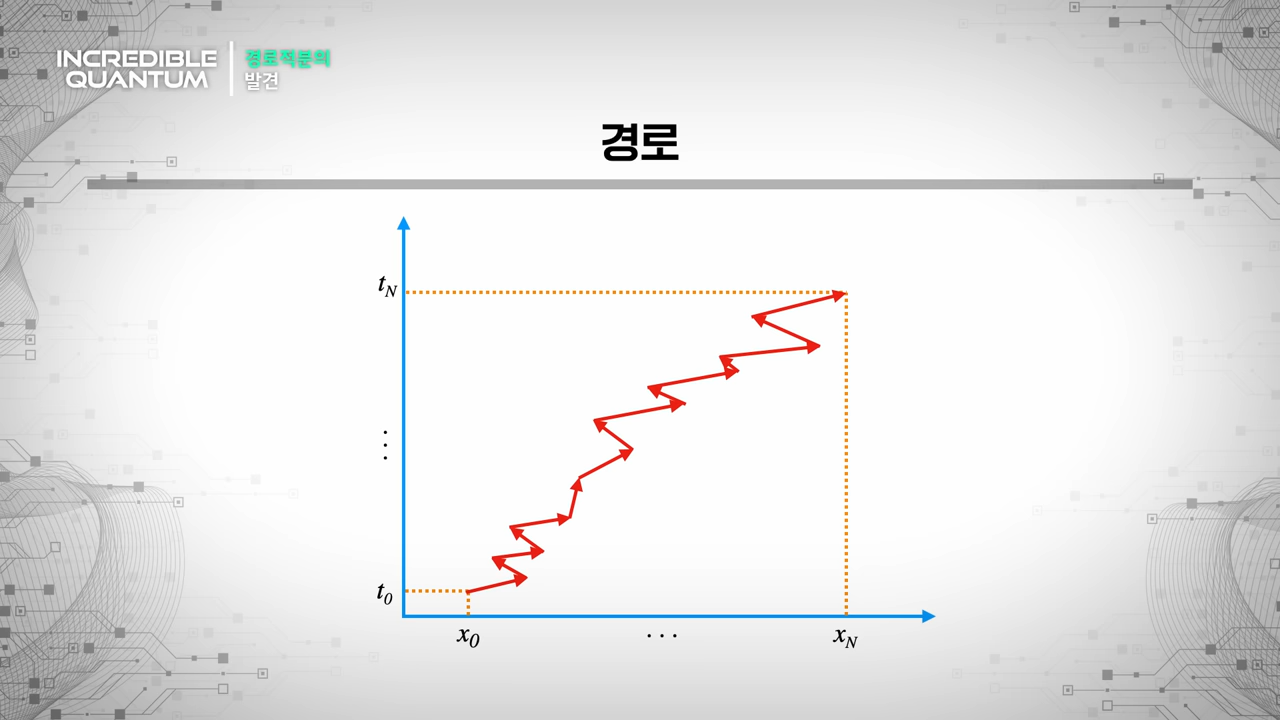 INCREDIBLE
QUANTUM
경로적분의
발견
경로
t_N
⋮
t_0
x_0 ··· x_N